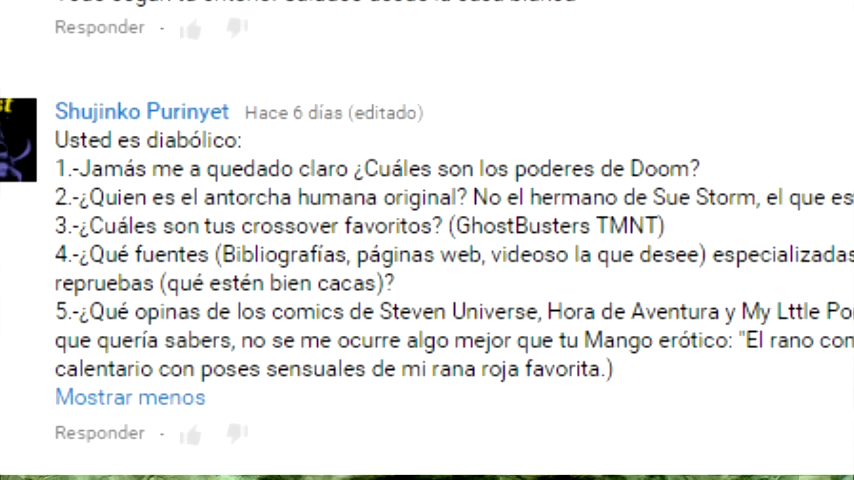 Responder
Shujinko Purinyet Hace 6 días (editado)
Usted es diabólico:
1.-Jamás me a quedado claro ¿Cuáles son los poderes de Doom?
2.-¿Quien es el antorcha humana original? No el hermano de Sue Storm, el que es
3.-¿Cuáles son tus crossover favoritos? (GhostBusters TMNT)
4.-¿Qué fuentes (Bibliografías, páginas web, videoso la que desee) especializadas
repruebas (qué estén bien cacas)?
5.-¿Qué opinas de los comics de Steven Universe, Hora de Aventura y My Lttle Po
que quería sabers, no se me ocurre algo mejor que tu Mango erótico: "El rano con
calentario con poses sensuales de mi rana roja favorita.)
Mostrar menos
Responder